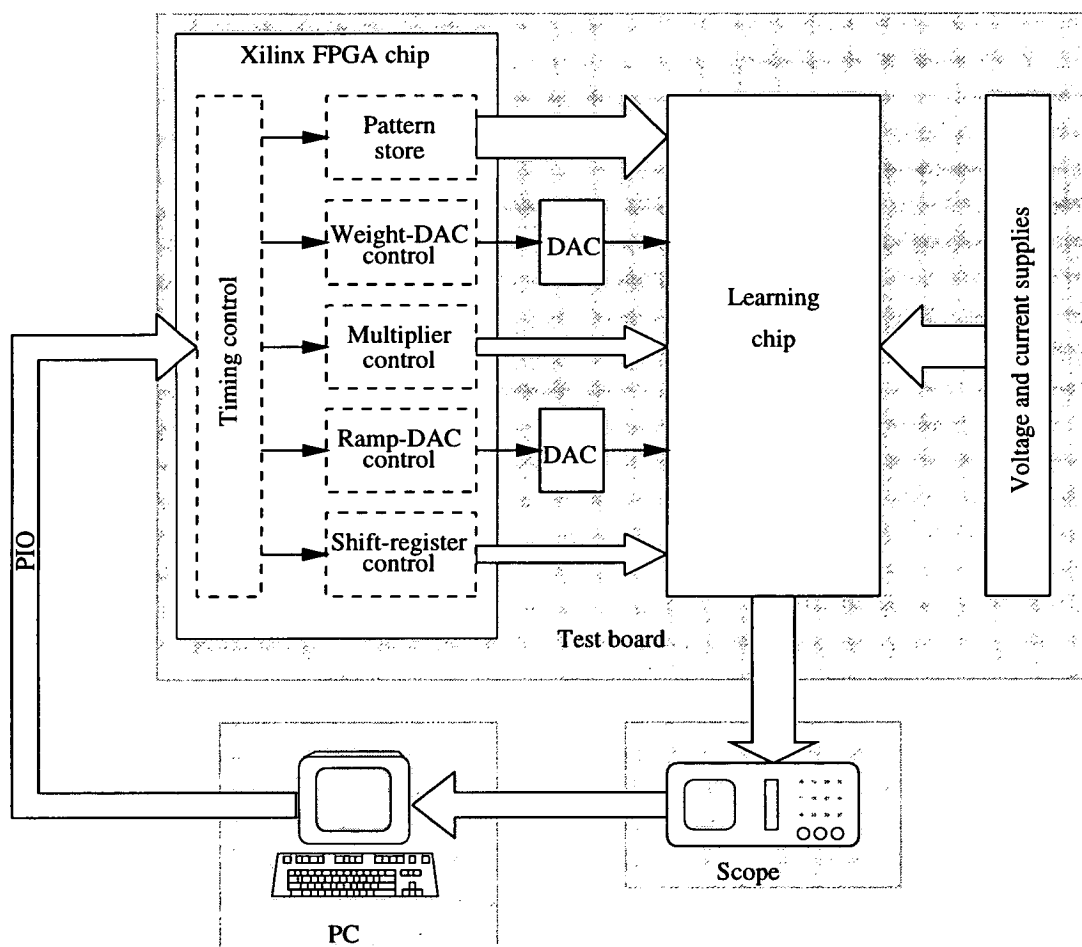 Xilinx FPGA chip
Timing control
Pattern
store
Weight-DAC
control
DAC
Multiplier
control
Ramp-DAC
control
DAC
Shift-register
control
Learning
chip
Voltage and current supplies
PIO
Test board
Scope
PC